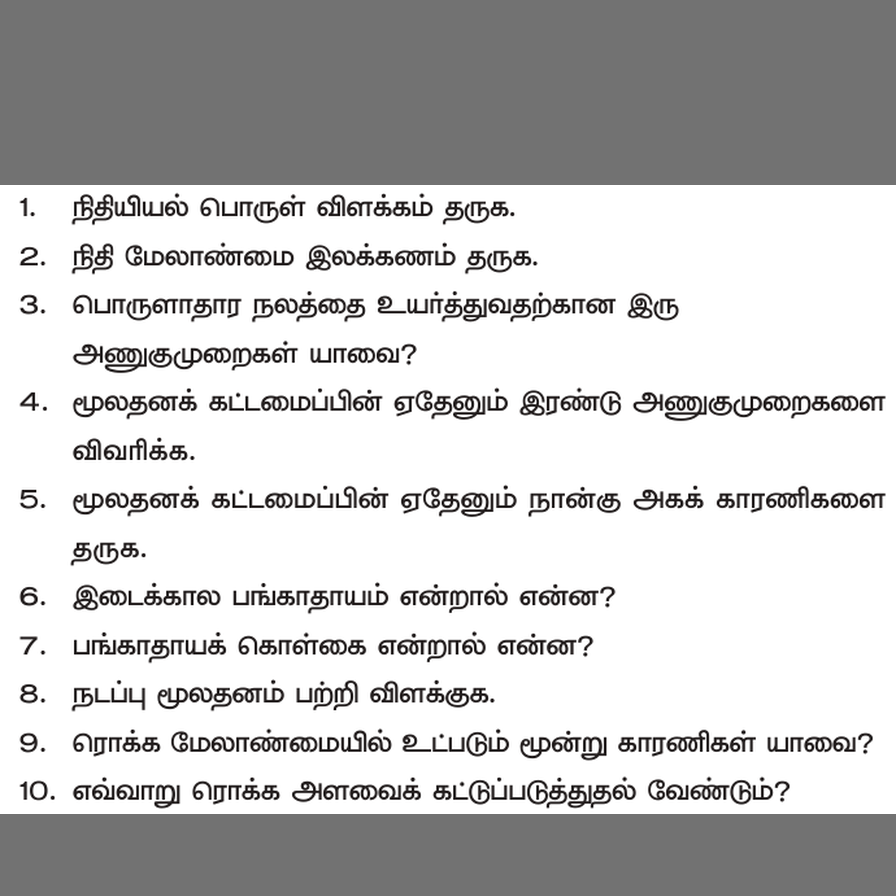 1. நிதியியல் பொருள் விளக்கம் தருக.
2. நிதி மேலாண்மை இலக்கணம் தருக.
3. பொருளாதார நலத்தை உயர்த்துவதற்கான இரு
அணுகுமுறைகள் யாவை?
4. மூலதனக் கட்டமைப்பின் ஏதேனும் இரண்டு அணுகுமுறைகளை
விவரிக்க.
5. மூலதனக் கட்டமைப்பின் ஏதேனும் நான்கு அகக் காரணிகளை
தருக.
6. இடைக்கால பங்காதாயம் என்றால் என்ன?
7. பங்காதாயக் கொள்கை என்றால் என்ன?
8. நடப்பு மூலதனம் பற்றி விளக்குக.
9. ரொக்க மேலாண்மையில் உட்படும் மூன்று காரணிகள் யாவை?
10. எவ்வாறு ரொக்க அளவைக் கட்டுப்படுத்துதல் வேண்டும்?